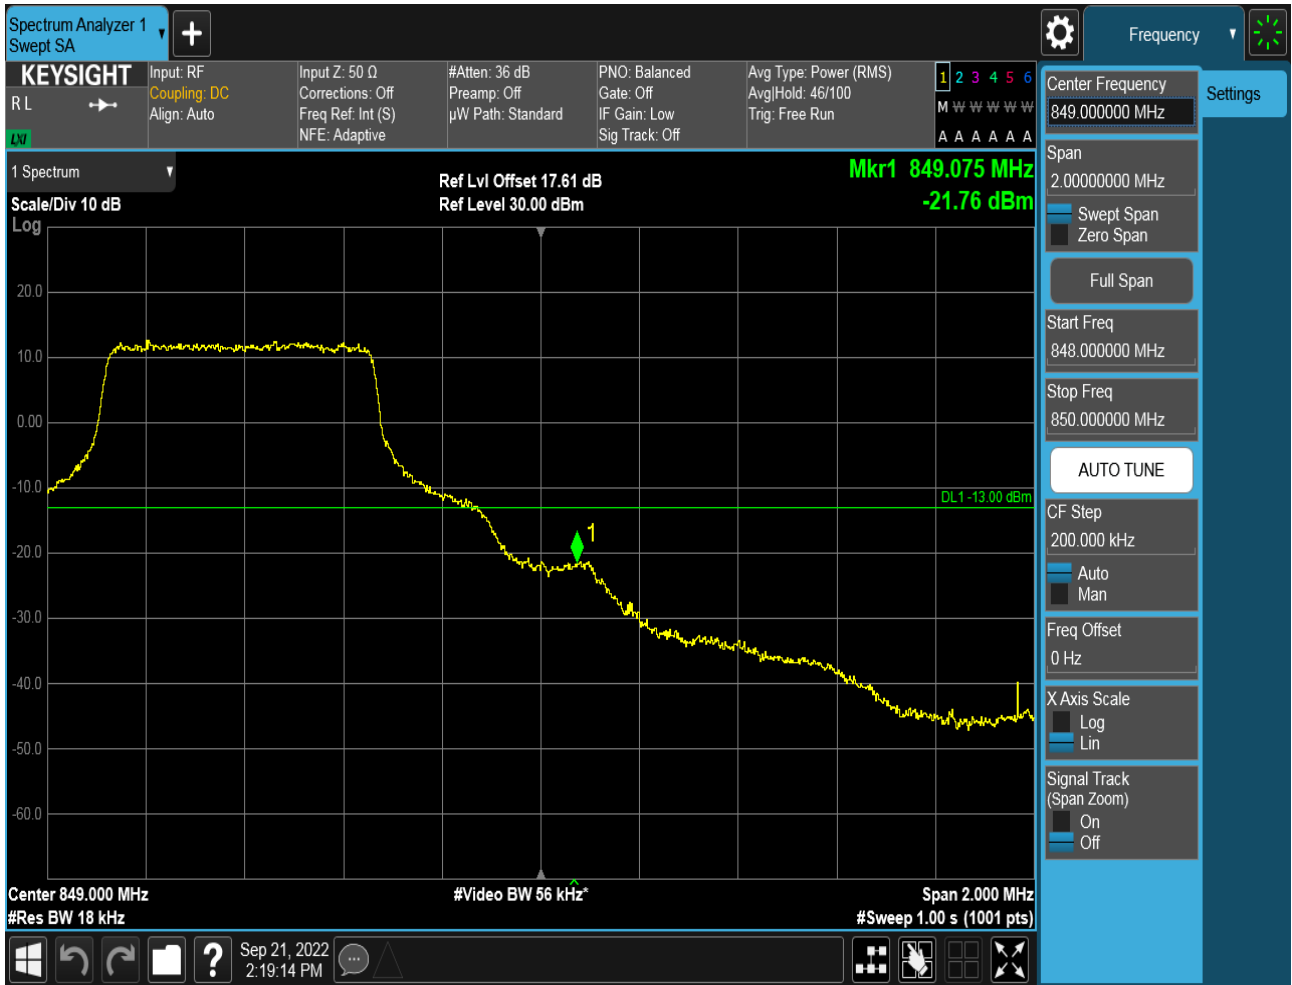 Spectrum Analyzer 1
Swept SA
Frequency
KEYSIGHT
R L
LXI
Input: RF
Coupling: DC
Align: Auto
Input Z: 50 Ω
Corrections: Off
Freq Ref: Int (S)
NFE: Adaptive
#Atten: 36 dB
Preamp: Off
µW Path: Standard
PNO: Balanced
Gate: Off
IF Gain: Low
Sig Track: Off
Avg Type: Power (RMS)
Avg|Hold: 46/100
Trig: Free Run
1 2 3 4 5 6
M W W W W W
A A A A A A
1 Spectrum
Scale/Div 10 dB
Log
Ref Lvl Offset 17.61 dB
Ref Level 30.00 dBm
Mkr1 849.075 MHz
-21.76 dBm
20.0
10.0
0.00
-10.0
-20.0
-30.0
-40.0
-50.0
-60.0
DL1 -13.00 dBm
1
Center 849.000 MHz
#Res BW 18 kHz
#Video BW 56 kHz*
Span 2.000 MHz
#Sweep 1.00 s (1001 pts)
Sep 21, 2022
2:19:14 PM
Center Frequency
849.000000 MHz
Settings
Span
2.00000000 MHz
Swept Span
Zero Span
Full Span
Start Freq
848.000000 MHz
Stop Freq
850.000000 MHz
AUTO TUNE
CF Step
200.000 kHz
Auto
Man
Freq Offset
0 Hz
X Axis Scale
Log
Lin
Signal Track
(Span Zoom)
On
Off